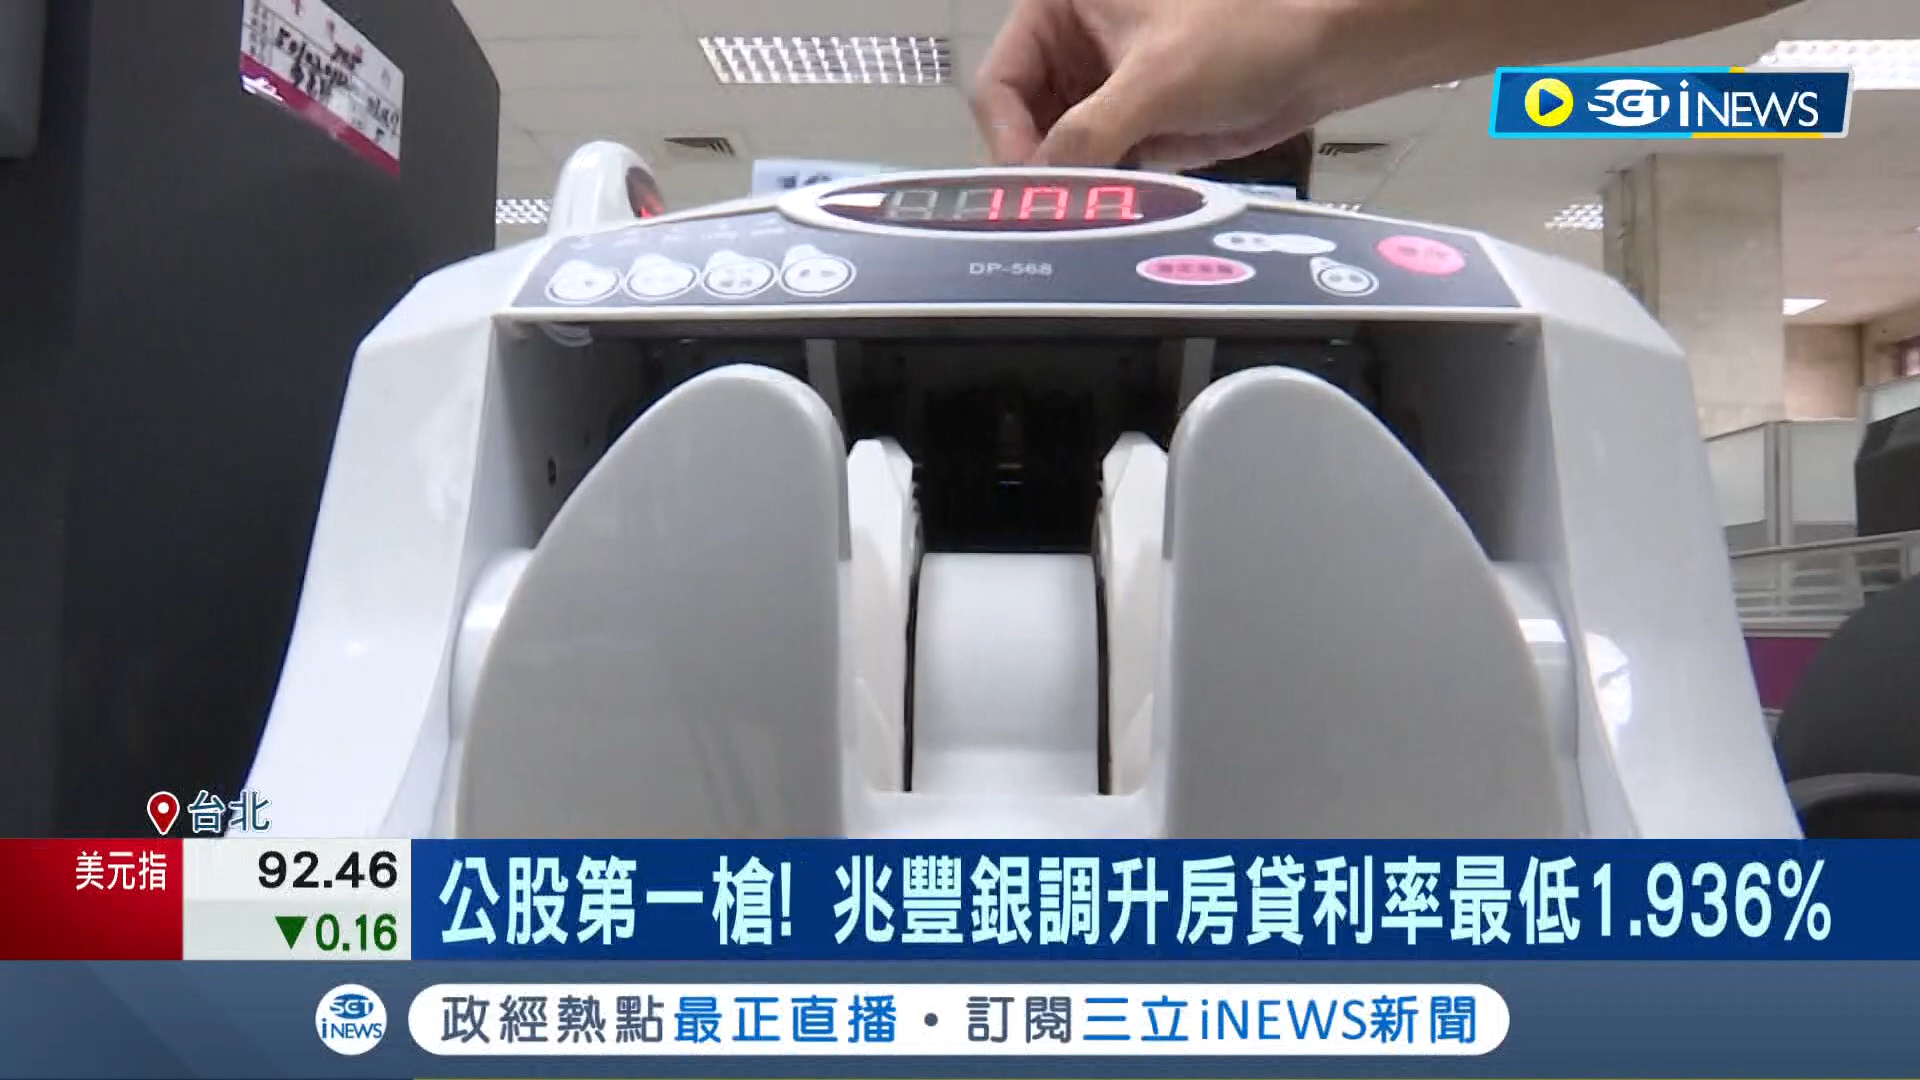 SET iNEWS
DP-568
台北
美元指
92.46
▼0.16
公股第一槍! 兆豐銀調升房貸利率最低1.936%
SET iNEWS
政經熱點最正直播・訂閱三立iNEWS新聞